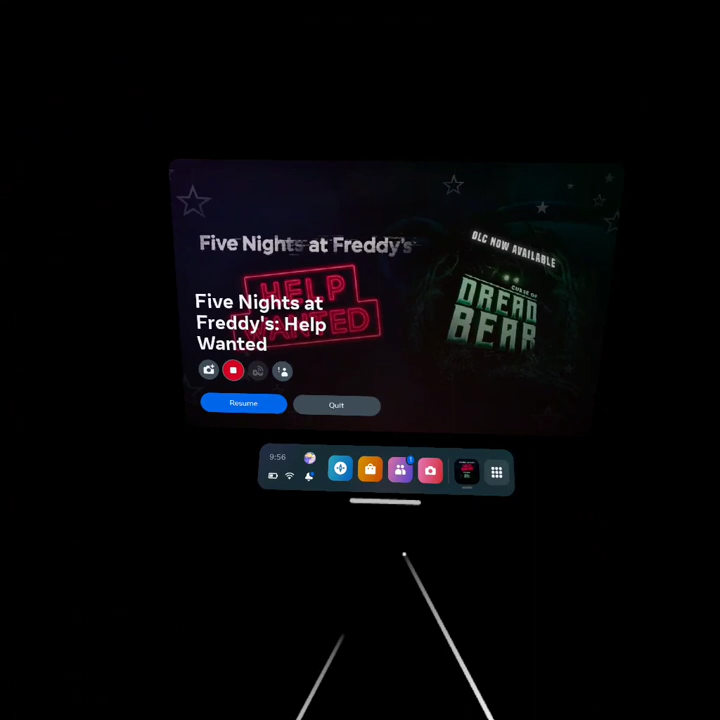 Five Nights at Freddy's
DLC NOW AVAILABLE
HELP
WANTED
CURSE OF
DREAD
BEAR
Five Nights at
Freddy's: Help
Wanted
Resume
Quit
9:56
1